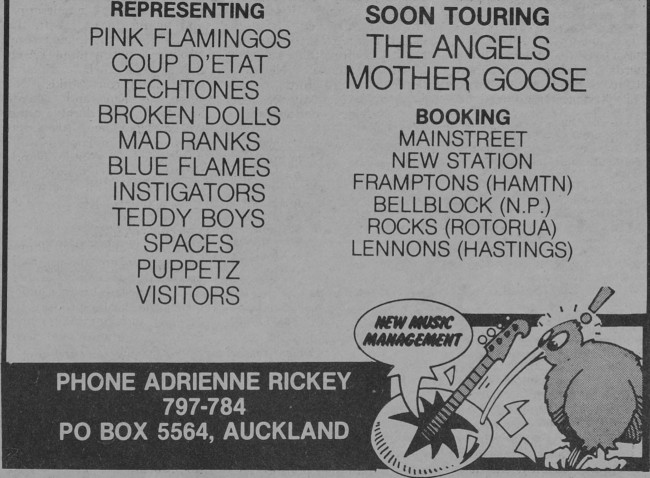 REPRESENTING
PINK FLAMINGOS
COUP D'ETAT
TECHTONES
BROKEN DOLLS
MAD RANKS
BLUE FLAMES
INSTIGATORS
TEDDY BOYS
SPACES
PUPPETZ
VISITORS
SOON TOURING
THE ANGELS
MOTHER GOOSE
BOOKING
MAINSTREET
NEW STATION
FRAMPTONS (HAMTN)
BELLBLOCK (N.P.)
ROCKS (ROTORUA)
LENNONS (HASTINGS)
NEW MUSIC
MANAGEMENT
PHONE ADRIENNE RICKEY
797-784
PO BOX 5564, AUCKLAND